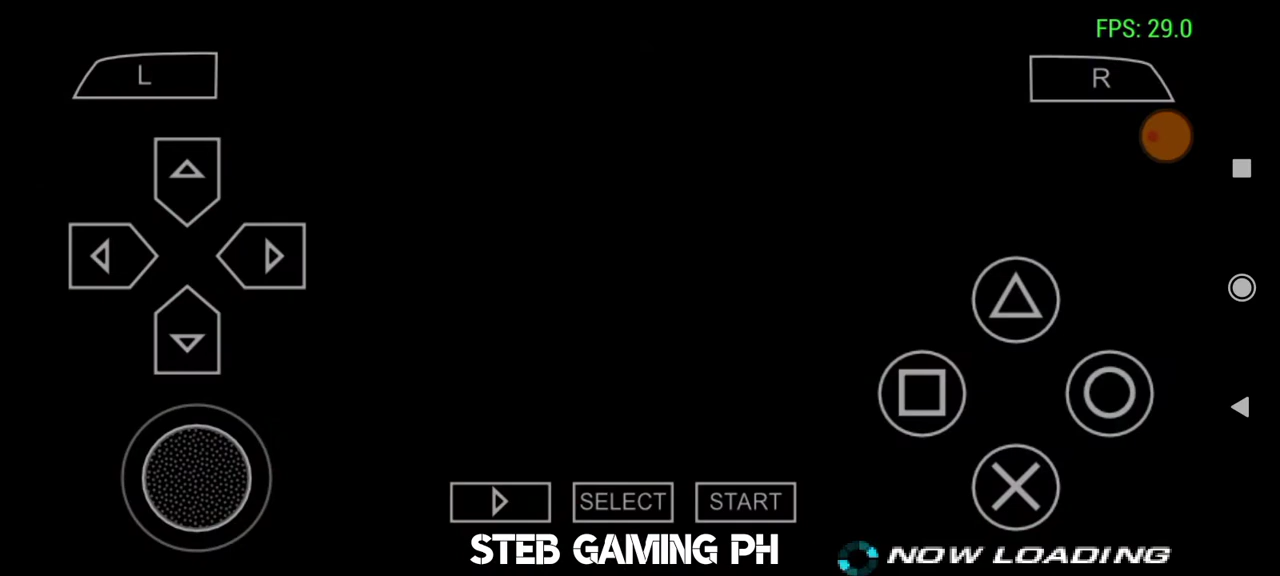 FPS: 29.0
L
R
SELECT
START
STEB GAMING PH
NOW LOADING